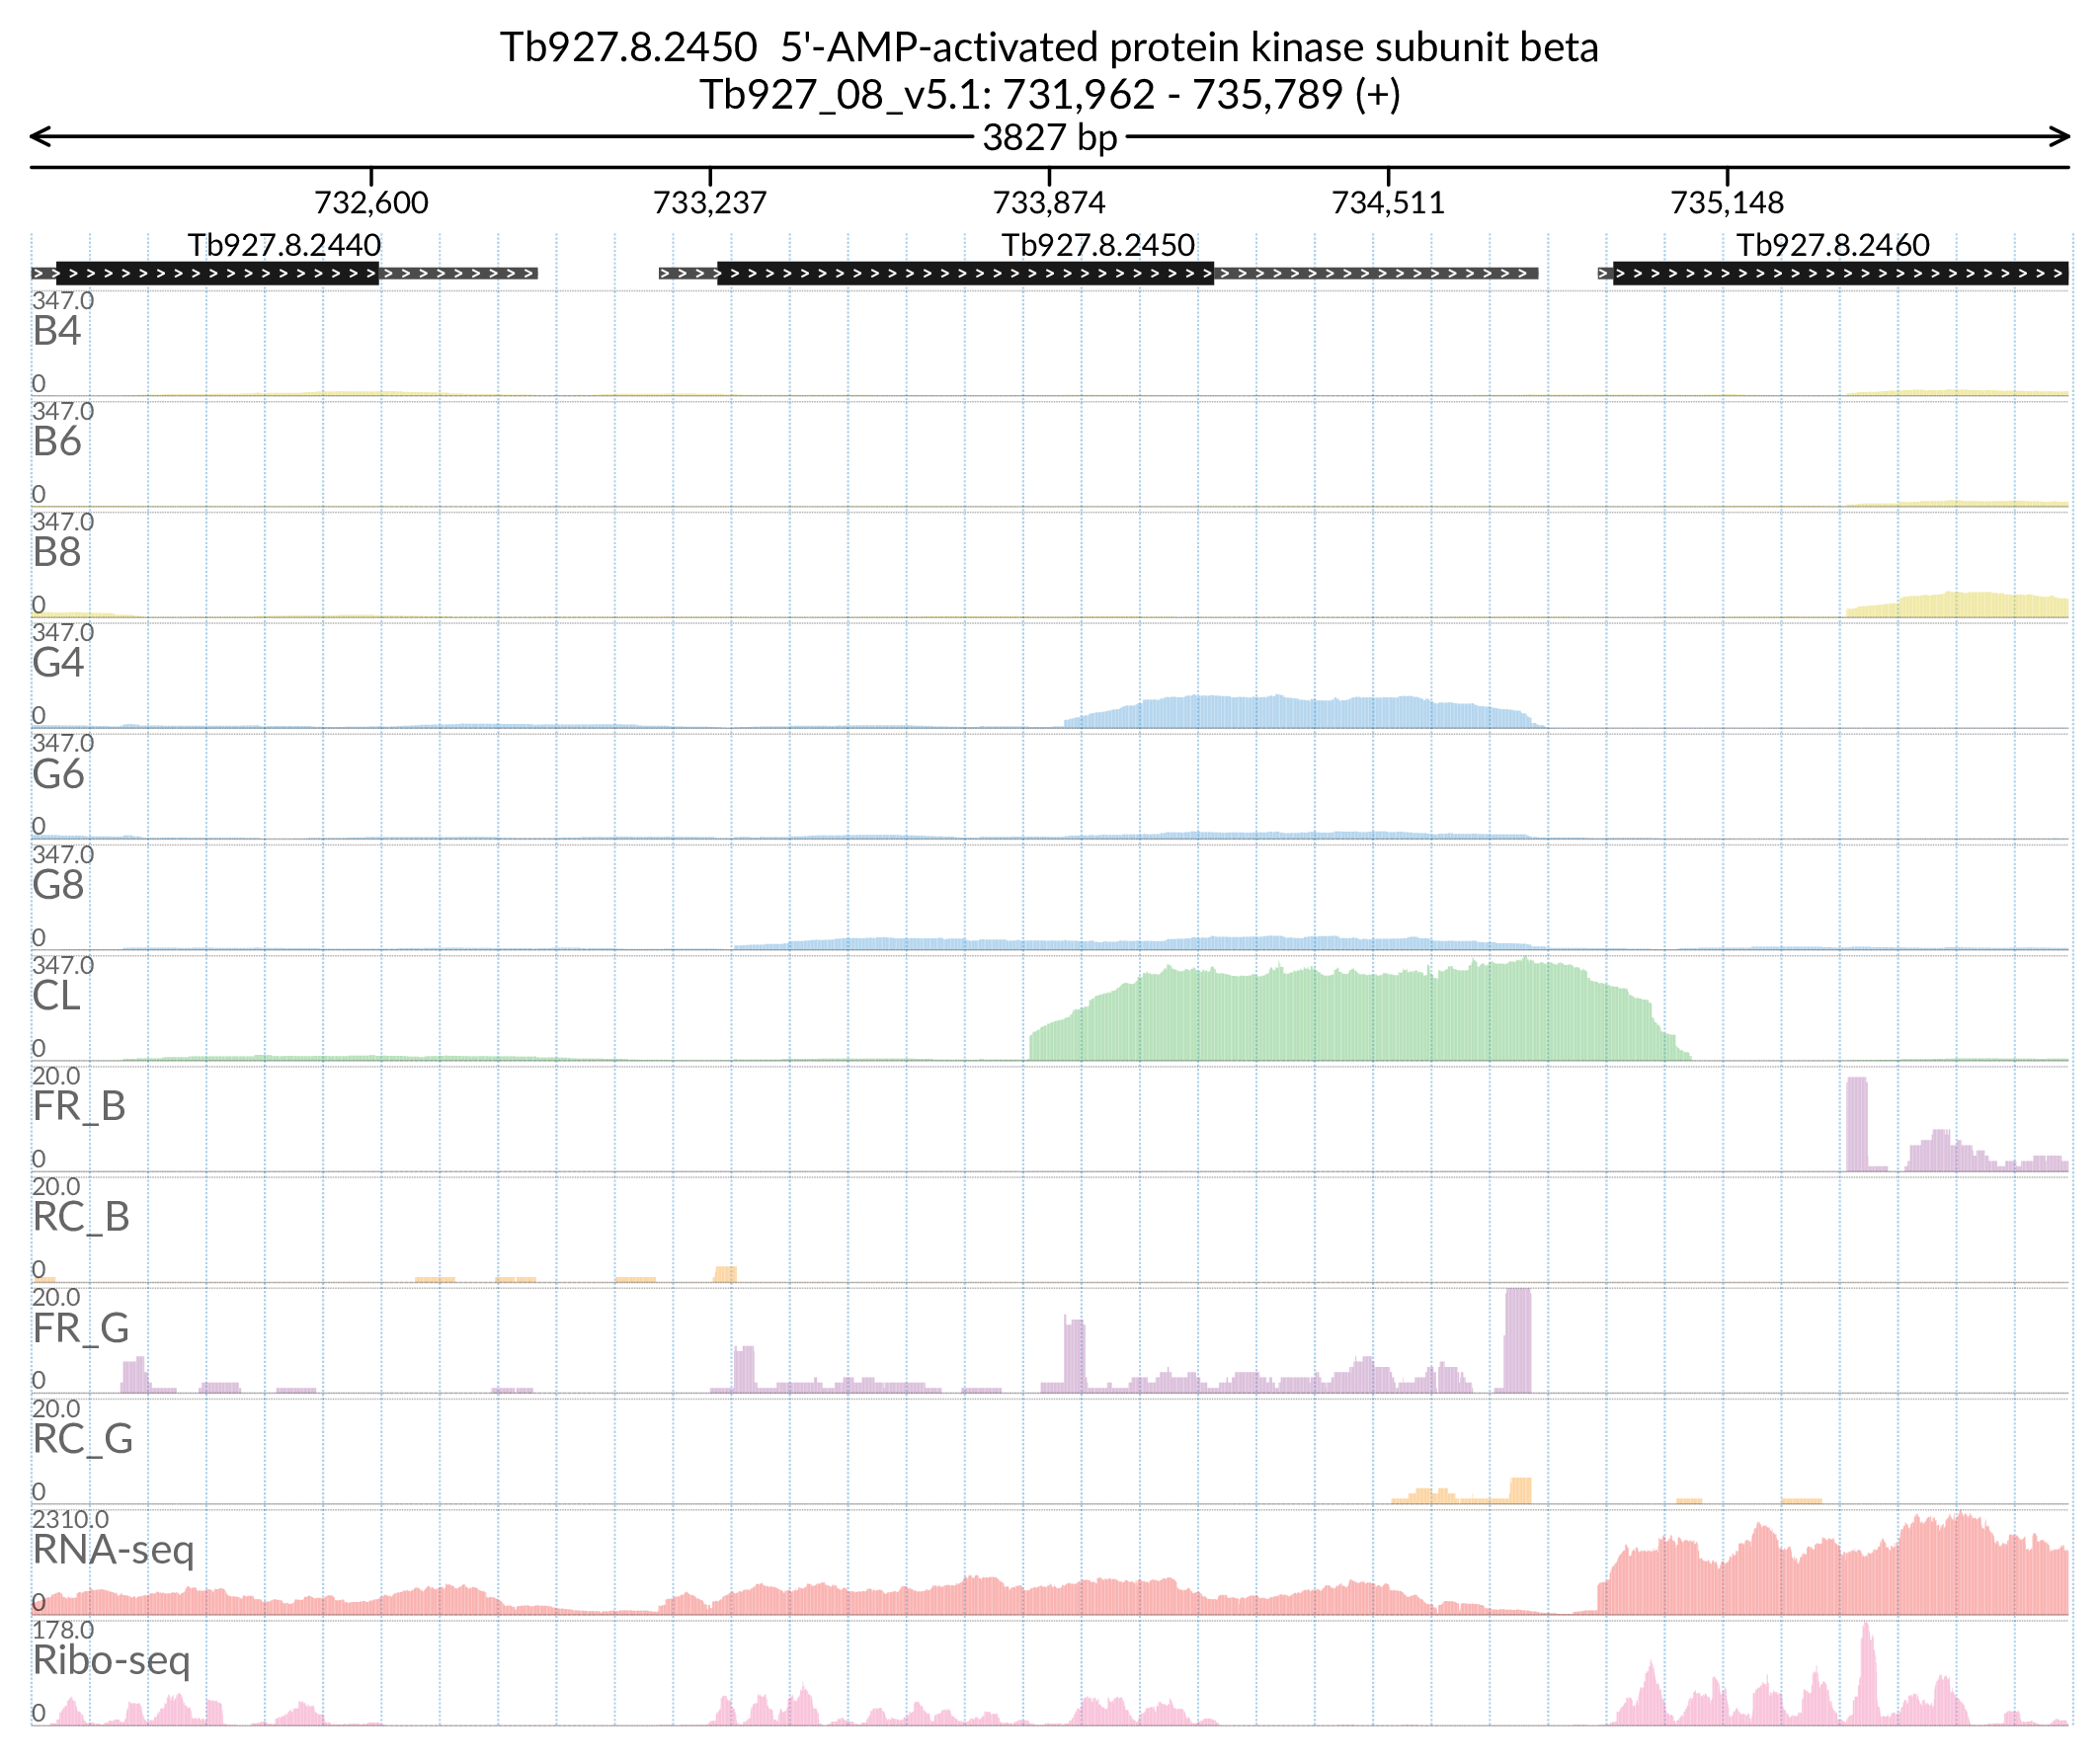 Tb927.8.2450  5'-AMP-activated protein kinase subunit beta
Tb927_08_v5.1: 731,962 - 735,789 (+)
3827 bp
732,600 733,237 733,874 734,511 735,148
Tb927.8.2440 Tb927.8.2450 Tb927.8.2460
347.0
B4
0
347.0
B6
0
347.0
B8
0
347.0
G4
0
347.0
G6
0
347.0
G8
0
347.0
CL
0
20.0
FR_B
0
20.0
RC_B
0
20.0
FR_G
0
20.0
RC_G
0
2310.0
RNA-seq
0
178.0
Ribo-seq
0